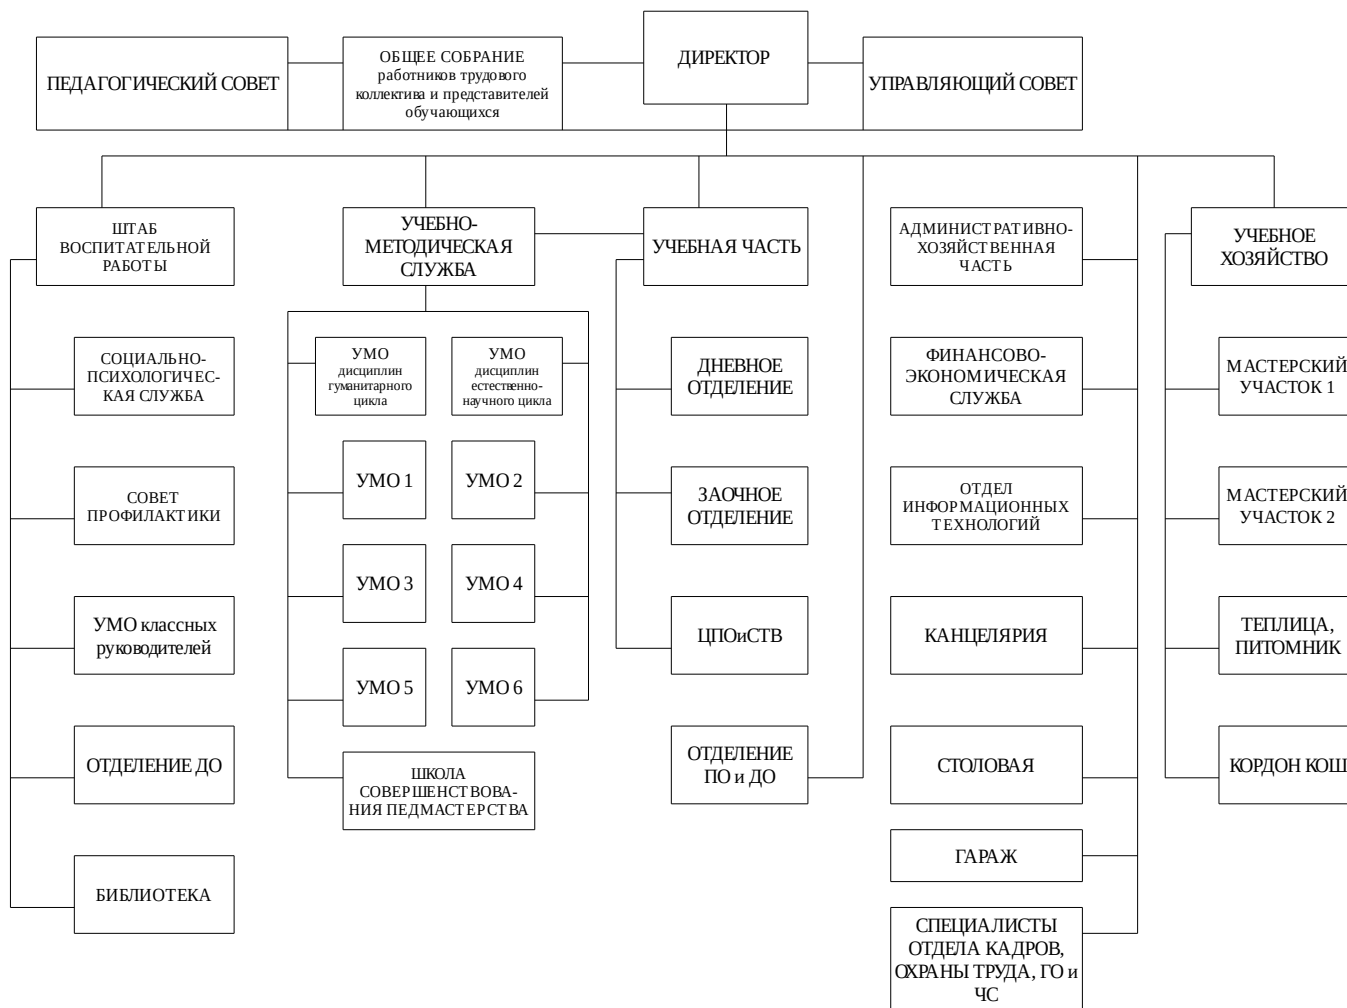 ПЕДАГОГИЧЕСКИЙ СОВЕТ
ОБЩЕЕ СОБРАНИЕ
работников трудового
коллектива и представителей
обучающихся
ДИРЕКТОР
УПРАВЛЯЮЩИЙ СОВЕТ
ШТАБ
ВОСПИТАТЕЛЬНОЙ
РАБОТЫ
УЧЕБНО-
МЕТОДИЧЕСКАЯ
СЛУЖБА
УЧЕБНАЯ ЧАСТЬ
АДМИНИСТРАТИВНО-
ХОЗЯЙСТВЕННАЯ
ЧАСТЬ
УЧЕБНОЕ
ХОЗЯЙСТВО
СОЦИАЛЬНО-
ПСИХОЛОГИЧЕС-
КАЯ СЛУЖБА
УМО
дисциплин
гуманитарного
цикла
УМО
дисциплин
естественно-
научного цикла
ДНЕВНОЕ
ОТДЕЛЕНИЕ
ФИНАНСОВО-
ЭКОНОМИЧЕСКАЯ
СЛУЖБА
МАСТЕРСКИЙ
УЧАСТОК 1
СОВЕТ
ПРОФИЛАКТИКИ
УМО 1
УМО 2
ЗАОЧНОЕ
ОТДЕЛЕНИЕ
ОТДЕЛ
ИНФОРМАЦИОННЫХ
ТЕХНОЛОГИЙ
МАСТЕРСКИЙ
УЧАСТОК 2
УМО классных
руководителей
УМО 3
УМО 4
ЦПОиСТВ
КАНЦЕЛЯРИЯ
ТЕПЛИЦА,
ПИТОМНИК
ОТДЕЛЕНИЕ ДО
УМО 5
УМО 6
ОТДЕЛЕНИЕ
ПО и ДО
СТОЛОВАЯ
КОРДОН КОШ
ШКОЛА
СОВЕРШЕНСТВОВА-
НИЯ ПЕДМАСТЕРСТВА
ГАРАЖ
БИБЛИОТЕКА
СПЕЦИАЛИСТЫ
ОТДЕЛА КАДРОВ,
ОХРАНЫ ТРУДА, ГО и
ЧС